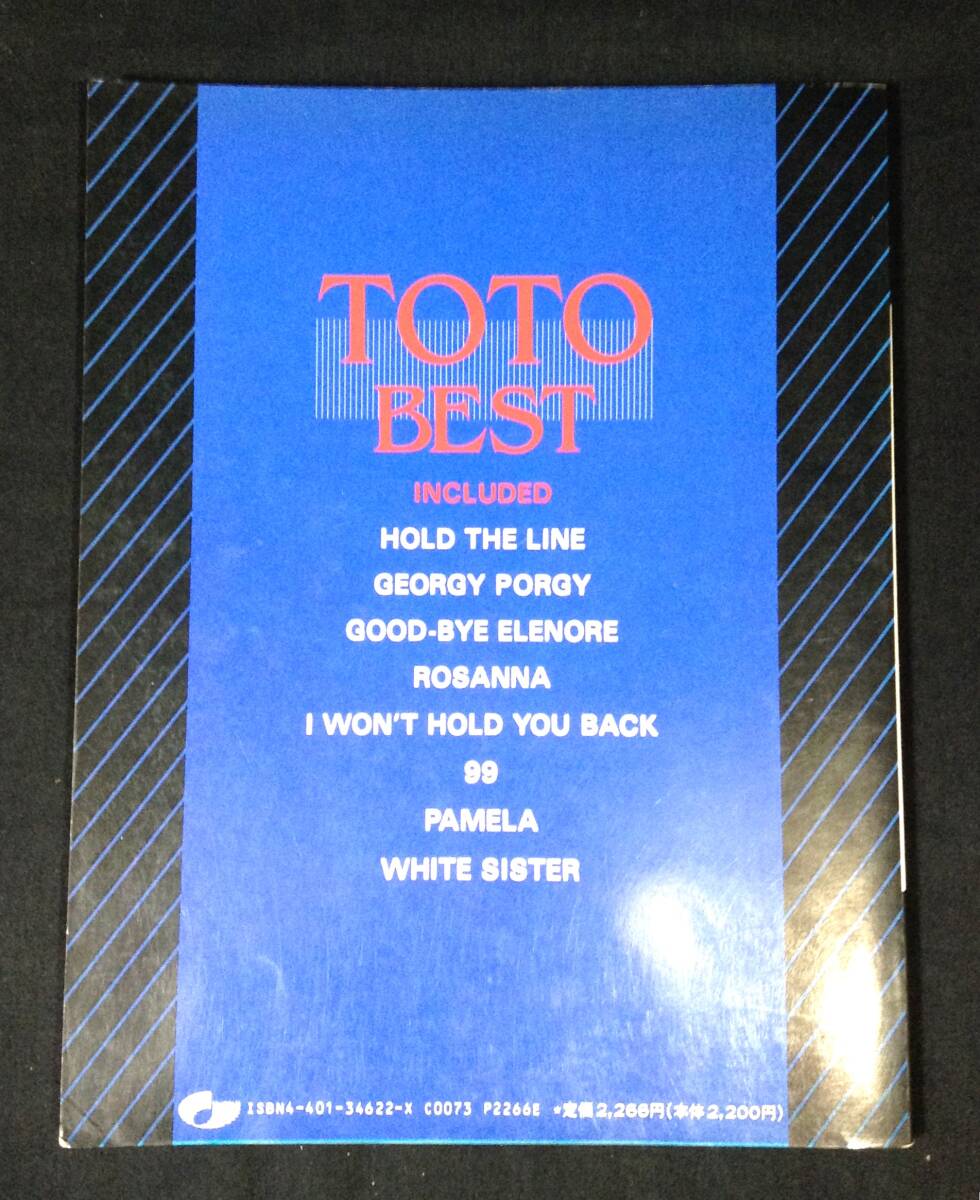 TOTO
BEST
INCLUDED
HOLD THE LINE
GEORGY PORGY
GOOD-BYE ELENORE
ROSANNA
I WON'T HOLD YOU BACK
99
PAMELA
WHITE SISTER
ISBN4-401-34622-X C0073 P2266E *定価2,266円(本体2,200円)